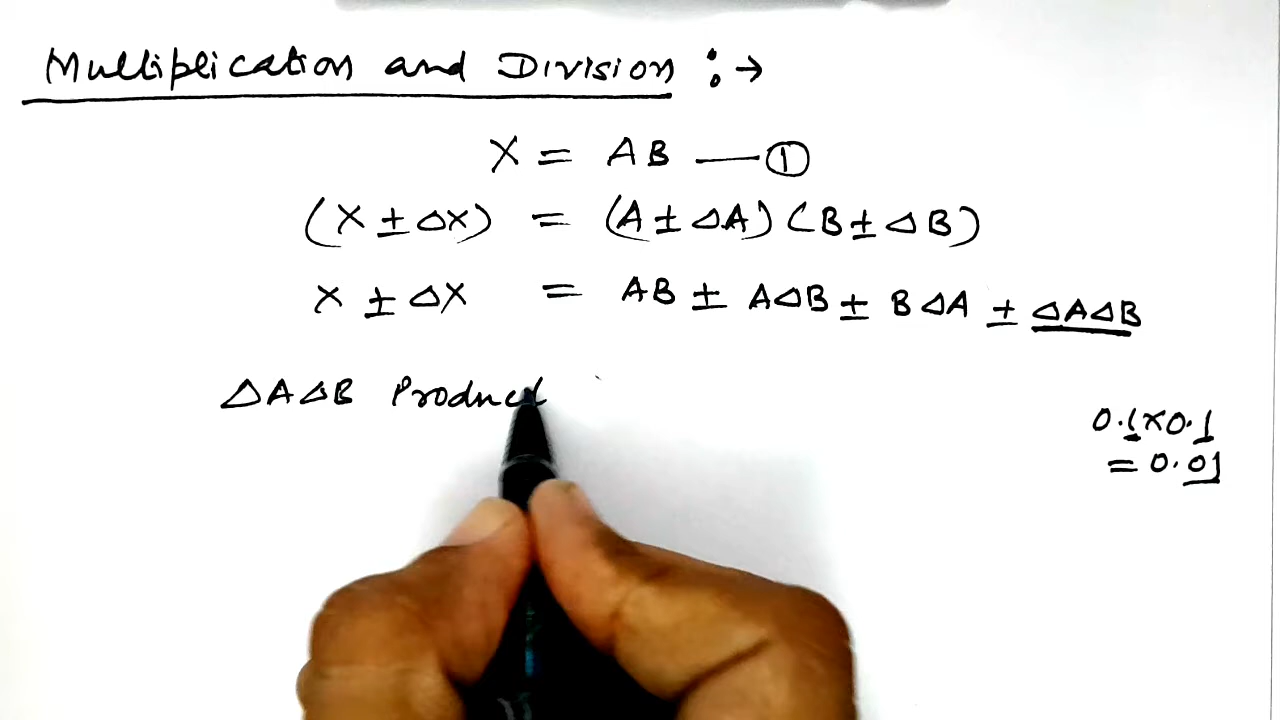 Multiplication and Division :→
X = AB —— ①
(X ± ΔX) = (A ± ΔA) (B ± ΔB)
X ± ΔX = AB ± AΔB ± BΔA ± ΔAΔB
ΔAΔB Product
0.1×0.1
= 0.01